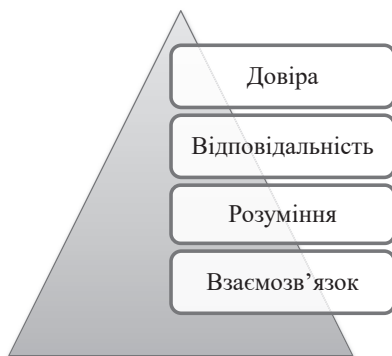 Довіра
Відповідальність
Розуміння
Взаємозв’язок